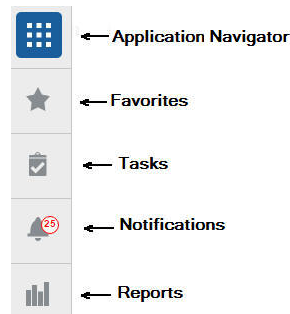 Application Navigator
Favorites
Tasks
25
Notifications
Reports